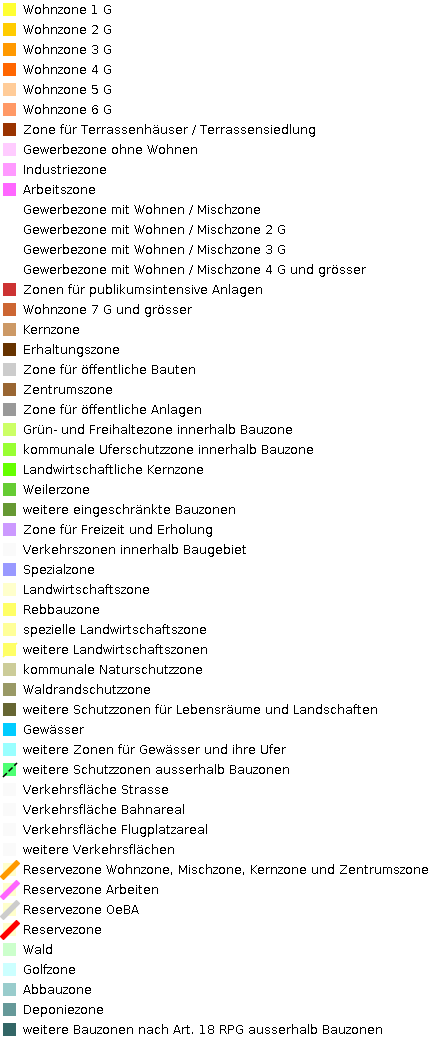 Wohnzone 1 G
Wohnzone 2 G
Wohnzone 3 G
Wohnzone 4 G
Wohnzone 5 G
Wohnzone 6 G
Zone für Terrassenhäuser / Terrassensiedlung
Gewerbezone ohne Wohnen
Industriezone
Arbeitszone
Gewerbezone mit Wohnen / Mischzone
Gewerbezone mit Wohnen / Mischzone 2 G
Gewerbezone mit Wohnen / Mischzone 3 G
Gewerbezone mit Wohnen / Mischzone 4 G und grösser
Zonen für publikumsintensive Anlagen
Wohnzone 7 G und grösser
Kernzone
Erhaltungszone
Zone für öffentliche Bauten
Zentrumszone
Zone für öffentliche Anlagen
Grün- und Freihaltezone innerhalb Bauzone
kommunale Uferschutzzone innerhalb Bauzone
Landwirtschaftliche Kernzone
Weilerzone
weitere eingeschränkte Bauzonen
Zone für Freizeit und Erholung
Verkehrszonen innerhalb Baugebiet
Spezialzone
Landwirtschaftszone
Rebbauzone
spezielle Landwirtschaftszone
weitere Landwirtschaftszonen
kommunale Naturschutzzone
Waldrandschutzzone
weitere Schutzzonen für Lebensräume und Landschaften
Gewässer
weitere Zonen für Gewässer und ihre Ufer
weitere Schutzzonen ausserhalb Bauzonen
Verkehrsfläche Strasse
Verkehrsfläche Bahnareal
Verkehrsfläche Flugplatzareal
weitere Verkehrsflächen
Reservezone Wohnzone, Mischzone, Kernzone und Zentrumszone
Reservezone Arbeiten
Reservezone OeBA
Reservezone
Wald
Golfzone
Abbauzone
Deponiezone
weitere Bauzonen nach Art. 18 RPG ausserhalb Bauzonen